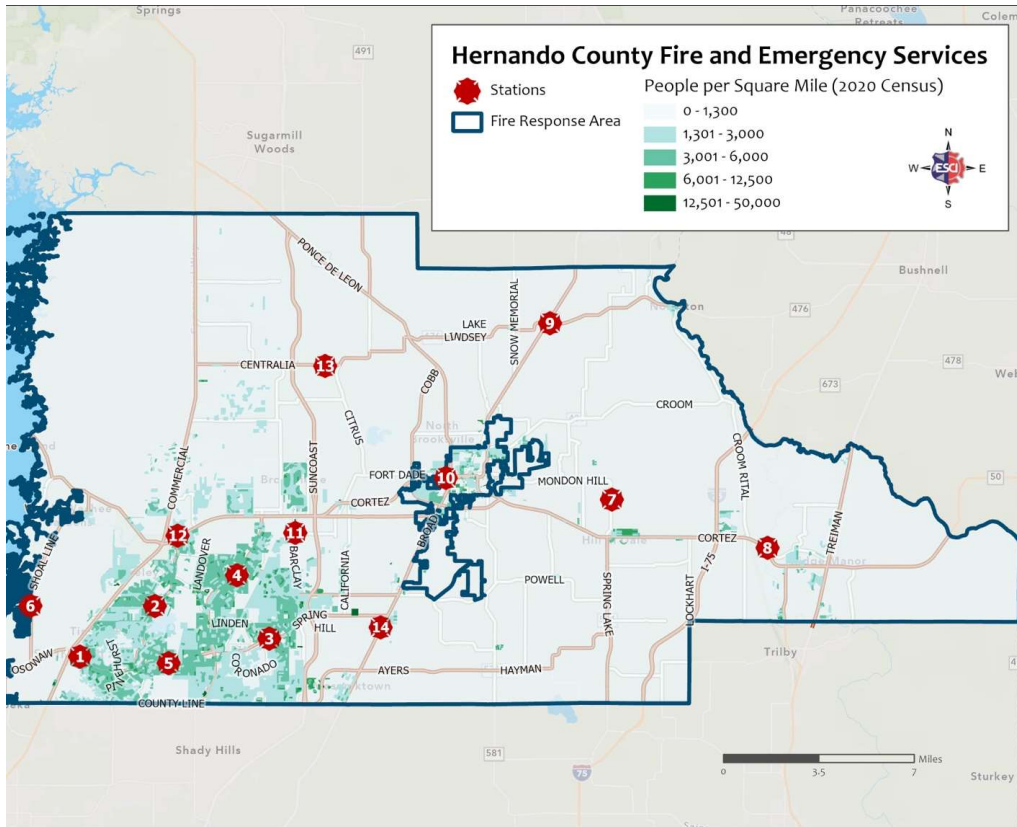 Springs
Panacoochee
Retreats
Colem
491
Hernando County Fire and Emergency Services
Stations
Fire Response Area
People per Square Mile (2020 Census)
0 - 1,300
1,301 - 3,000
3,001 - 6,000
6,001 - 12,500
12,501 - 50,000
N
W
ESCI
E
S
Sugarmill
Woods
48
Bushnell
PONCE DE LEON
476
LAKE
LINDSEY
SNOW MEMORIAL
9
CENTRALIA
13
COBB
478
Web
673
CITRUS
CROOM
North
Brooksville
COMMERCIAL
SUNCOAST
FORT DADE
10
MONDON HILL
CROOM RITAL
50
CORTEZ
7
SHOAL LINE
12
11
BROAD
CORTEZ
8
TREIMAN
LANDOVER
4
BARCLAY
CALIFORNIA
I-75
POWELL
6
2
LINDEN
SPRING
HILL
SPRING LAKE
LOCKHART
14
3
1
PINEHURST
5
CORONADO
AYERS
HAYMAN
Trilby
COUNTY LINE
Shady Hills
581
75
0
3.5
7
Miles
Sturkey